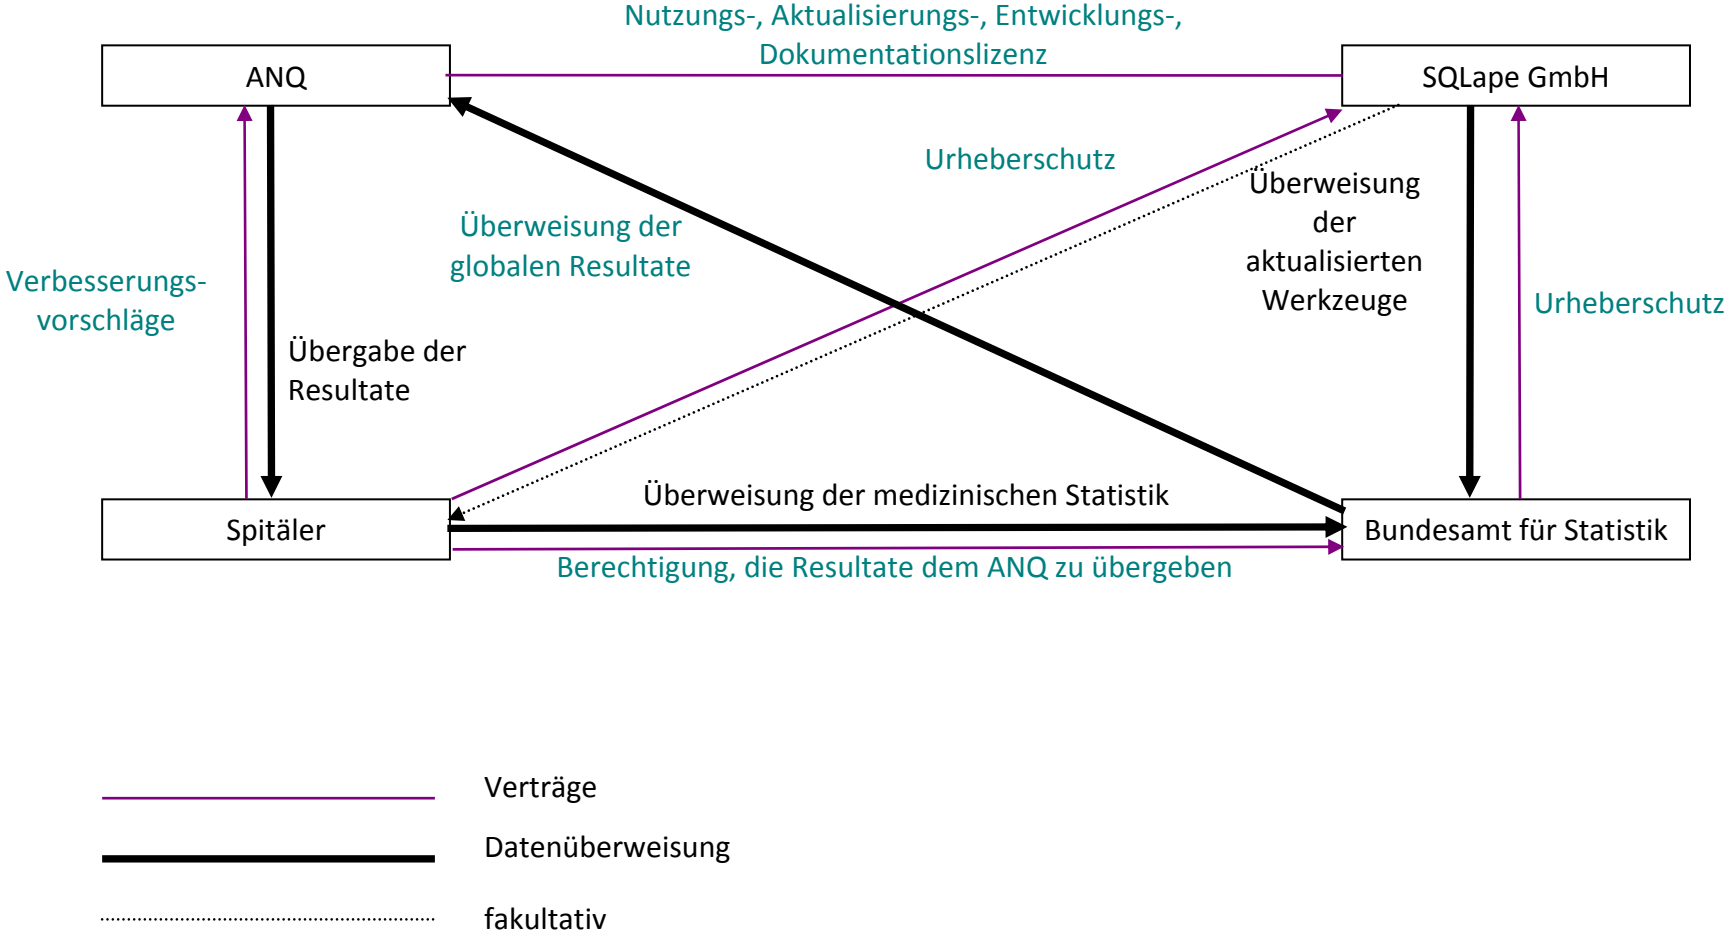 Nutzungs-, Aktualisierungs-, Entwicklungs-,
Dokumentationslizenz
ANQ
SQLape GmbH
Urheberschutz
Überweisung
der
aktualisierten
Werkzeuge
Überweisung der
globalen Resultate
Verbesserungs-
vorschläge
Urheberschutz
Übergabe der
Resultate
Überweisung der medizinischen Statistik
Spitäler
Bundesamt für Statistik
Berechtigung, die Resultate dem ANQ zu übergeben
Verträge
Datenüberweisung
fakultativ